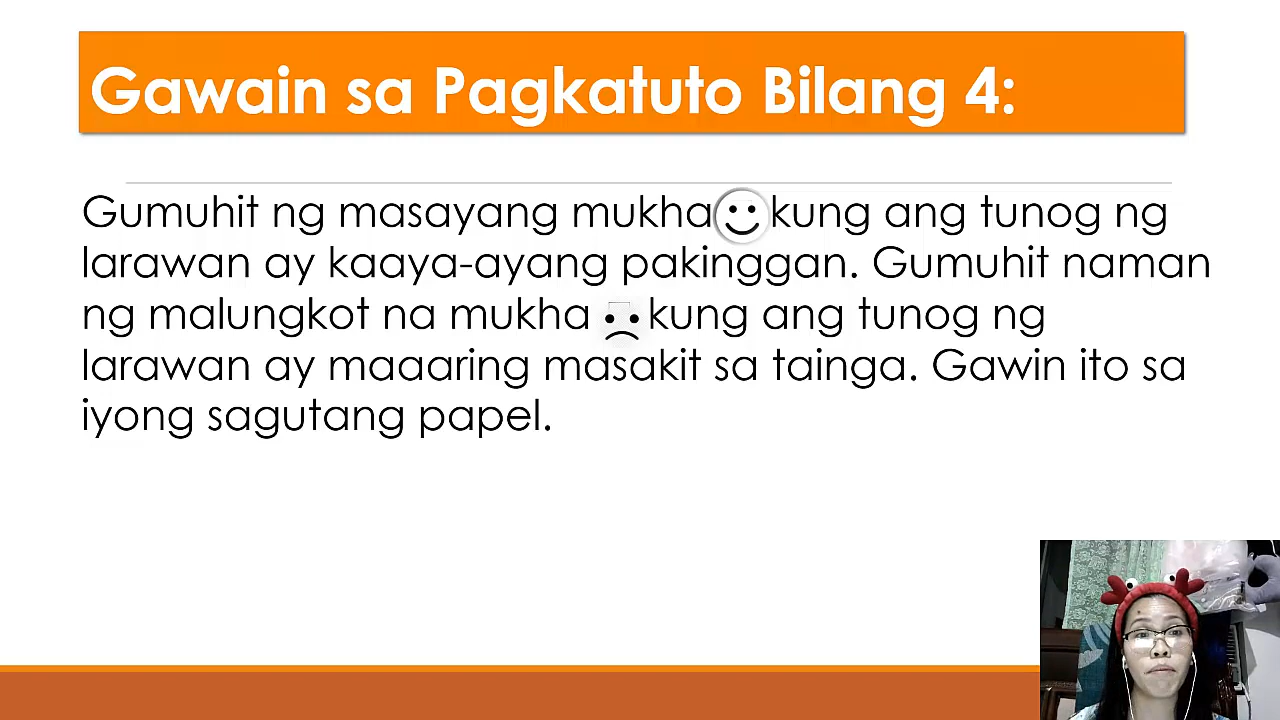 Gawain sa Pagkatuto Bilang 4:
Gumuhit ng masayang mukha kung ang tunog ng
larawan ay kaaya-ayang pakinggan. Gumuhit naman
ng malungkot na mukha kung ang tunog ng
larawan ay maaaring masakit sa tainga. Gawin ito sa
iyong sagutang papel.